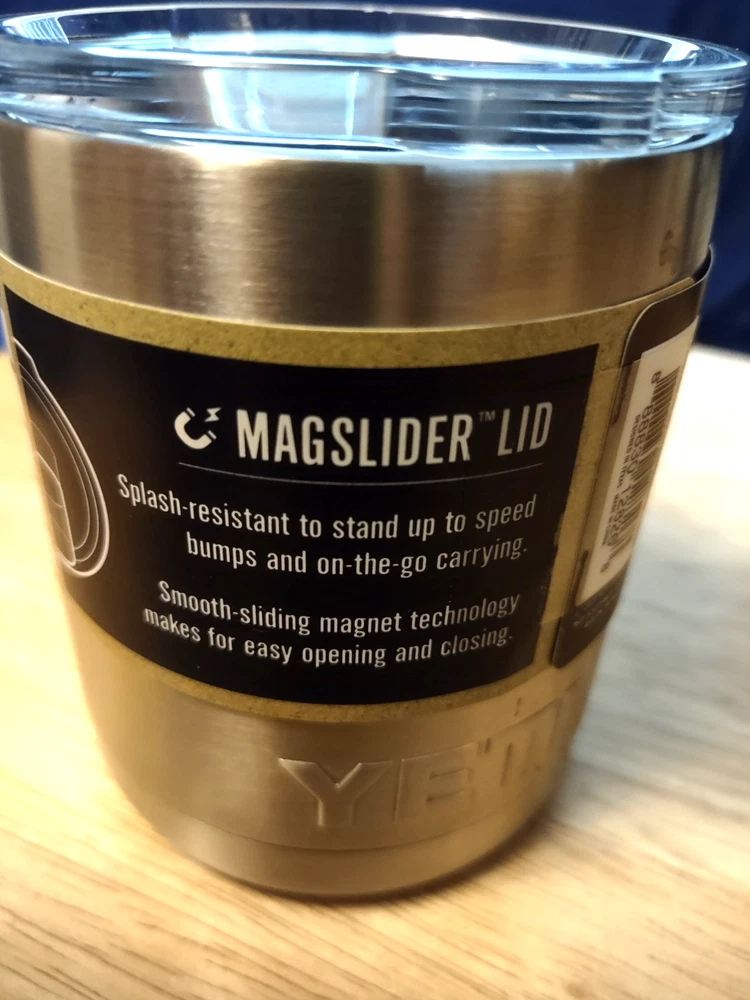 MAGSLIDER™ LID
Splash-resistant to stand up to speed
bumps and on-the-go carrying.
Smooth-sliding magnet technology
makes for easy opening and closing.
YETI